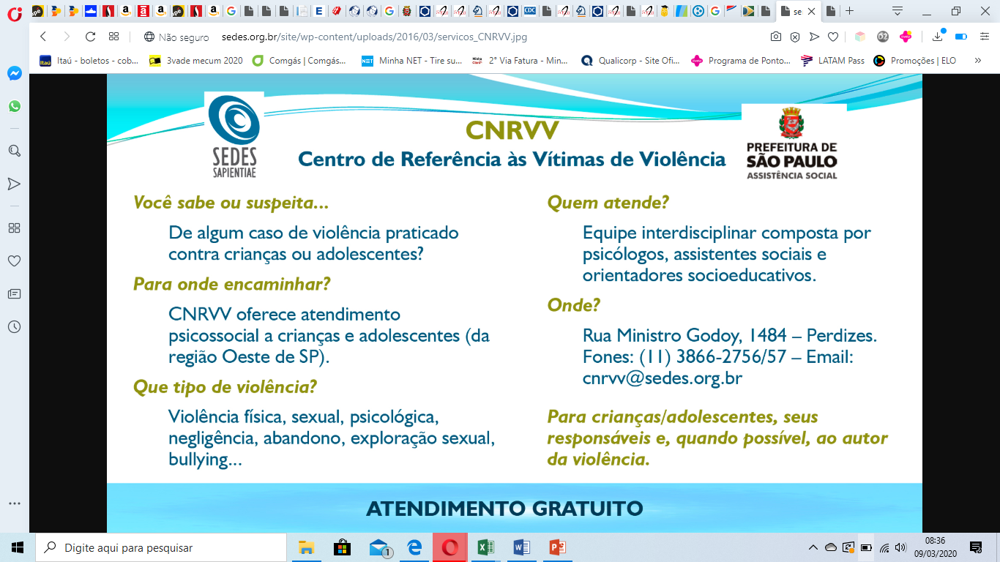 Não seguro
sedes.org.br/site/wp-content/uploads/2016/03/servicos_CNRVV.jpg
Itaú - boletos - cob...
3vade mecum 2020
Comgás | Comgás...
Minha NET - Tire su...
2° Via Fatura - Min...
Qualicorp - Site Ofi...
Programa de Ponto...
LATAM Pass
Promoções | ELO
SEDES
SAPIENTIAE
CNRVV
Centro de Referência às Vítimas de Violência
PREFEITURA DE
SÃO PAULO
ASSISTÊNCIA SOCIAL
Você sabe ou suspeita...
De algum caso de violência praticado
contra crianças ou adolescentes?
Para onde encaminhar?
CNRVV oferece atendimento
psicossocial a crianças e adolescentes (da
região Oeste de SP).
Que tipo de violência?
Violência física, sexual, psicológica,
negligência, abandono, exploração sexual,
bullying...
Quem atende?
Equipe interdisciplinar composta por
psicólogos, assistentes sociais e
orientadores socioeducativos.
Onde?
Rua Ministro Godoy, 1484 – Perdizes.
Fones: (11) 3866-2756/57 – Email:
cnrvv@sedes.org.br
Para crianças/adolescentes, seus
responsáveis e, quando possível, ao autor
da violência.
ATENDIMENTO GRATUITO
Digite aqui para pesquisar
08:36
09/03/2020